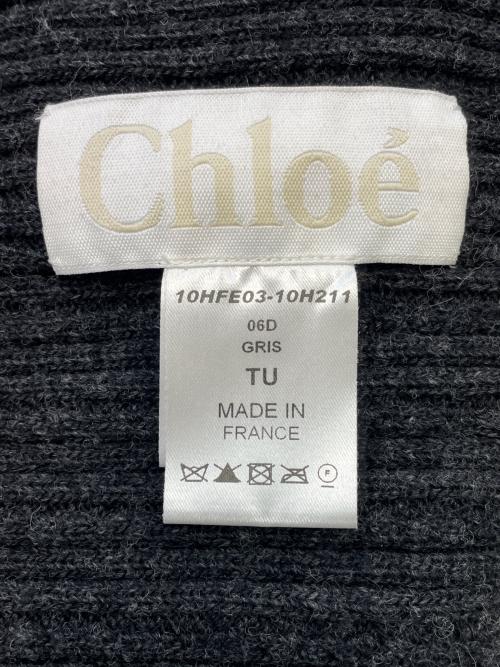 Chloé
10HFE03-10H211
06D
GRIS
TU
MADE IN
FRANCE
F